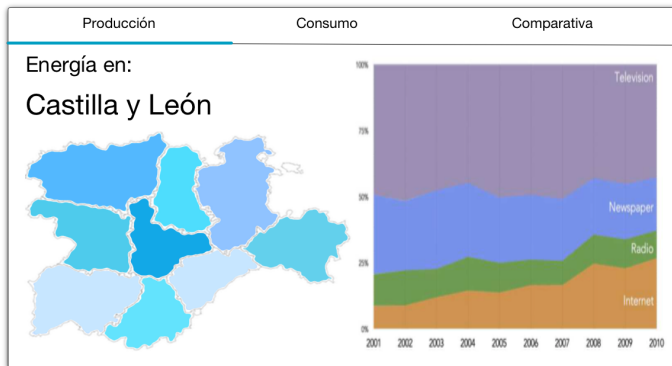 Producción
Consumo
Comparativa
Energía en:
Castilla y León
100%
Television
75%
50%
Newspaper
Radio
25%
Internet
0%
2001 2002 2003 2004 2005 2006 2007 2008 2009 2010